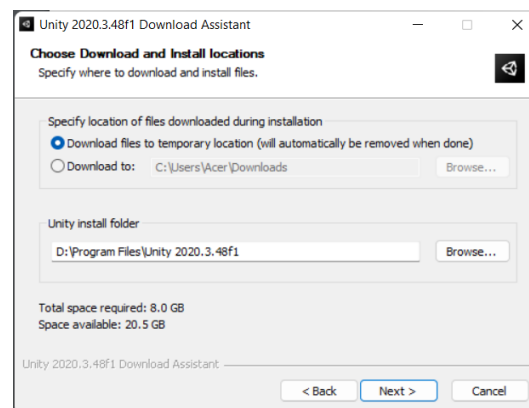 Unity 2020.3.48f1 Download Assistant
Choose Download and Install locations
Specify where to download and install files.
Specify location of files downloaded during installation
Download files to temporary location (will automatically be removed when done)
Download to: C:\Users\Acer\Downloads Browse...
Unity install folder
D:\Program Files\Unity 2020.3.48f1 Browse...
Total space required: 8.0 GB
Space available: 20.5 GB
Unity 2020.3.48f1 Download Assistant
< Back Next > Cancel